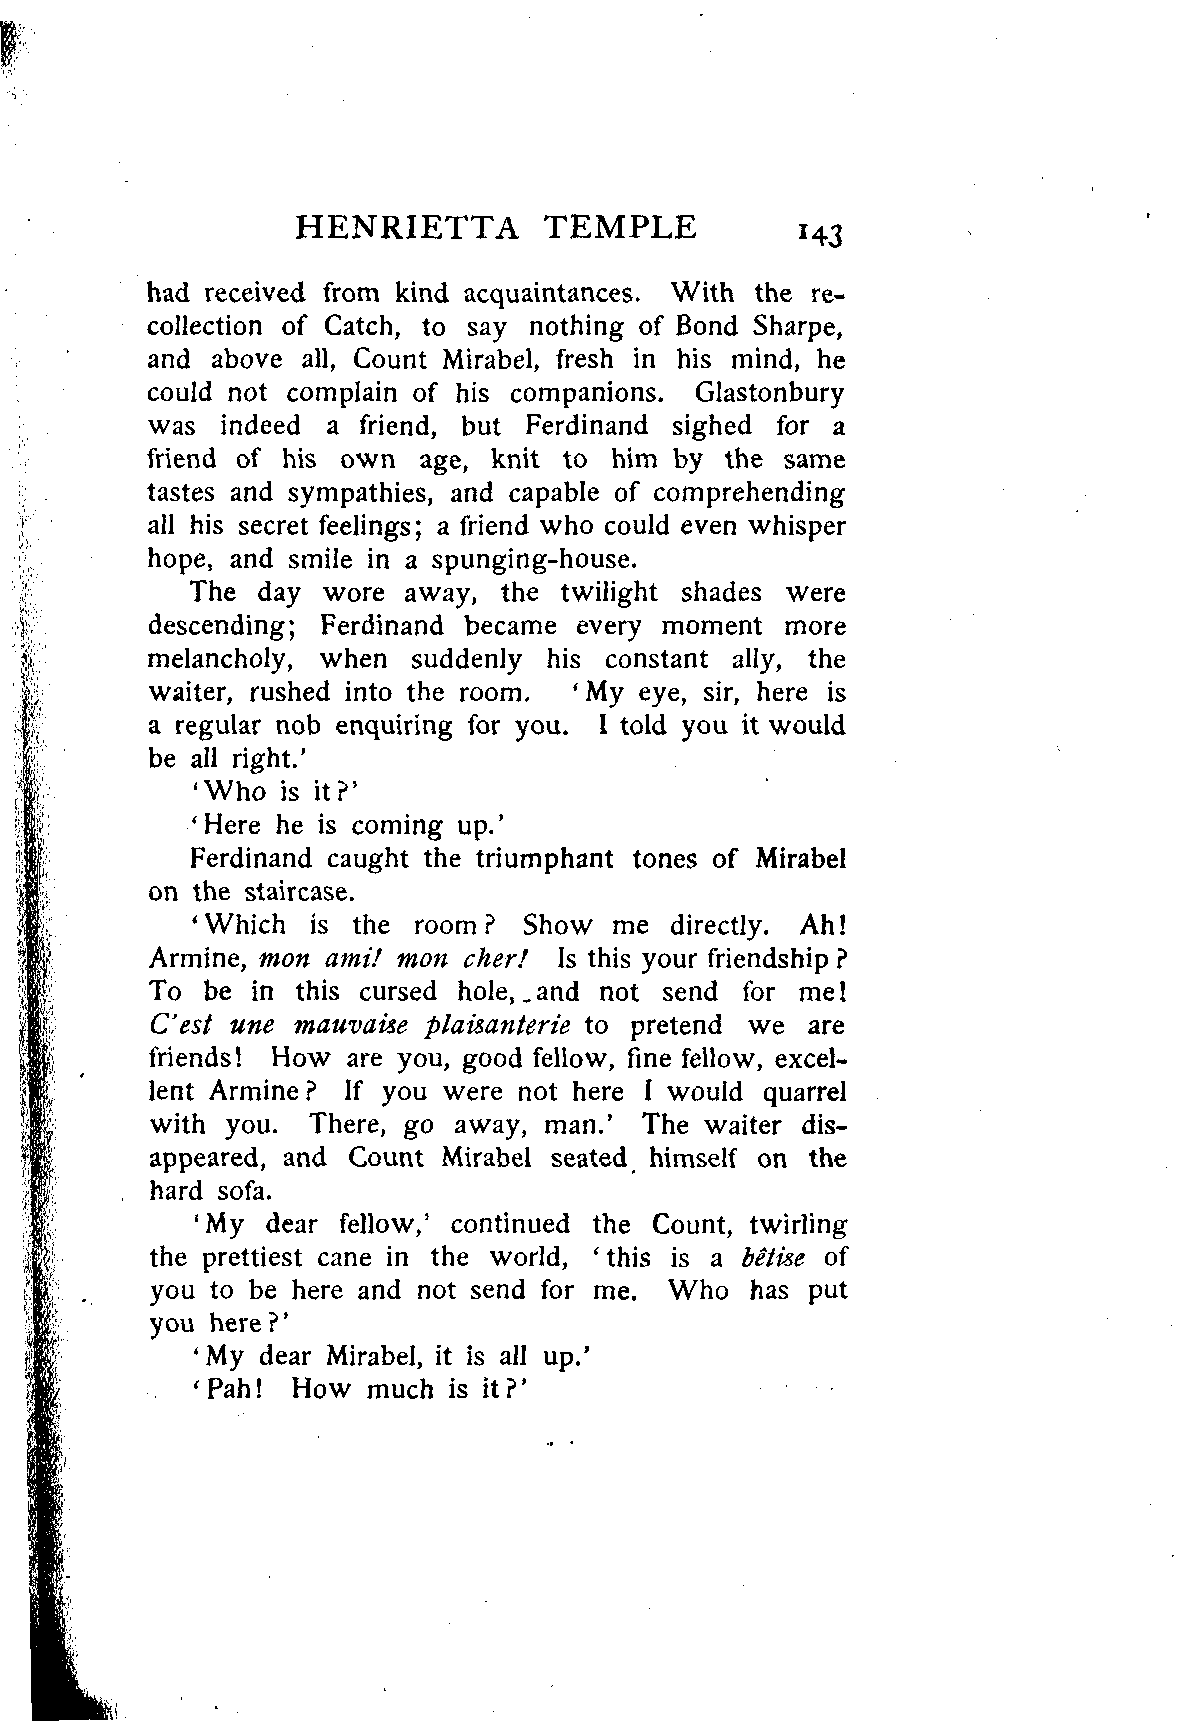 HENRIETTA TEMPLE 143
had received from kind acquaintances. With the re-
collection of Catch, to say nothing of Bond Sharpe,
and above all, Count Mirabel, fresh in his mind, he
could not complain of his companions. Glastonbury
was indeed a friend, but Ferdinand sighed for a
friend of his own age, knit to him by the same
tastes and sympathies, and capable of comprehending
all his secret feelings; a friend who could even whisper
hope, and smile in a spunging-house.
The day wore away, the twilight shades were
descending; Ferdinand became every moment more
melancholy, when suddenly his constant ally, the
waiter, rushed into the room. 'My eye, sir, here is
a regular nob enquiring for you. I told you it would
be all right.'
'Who is it?'
'Here he is coming up.'
Ferdinand caught the triumphant tones of Mirabel
on the staircase.
'Which is the room? Show me directly. Ah!
Armine, mon ami! mon cher! Is this your friendship?
To be in this cursed hole, and not send for me!
C'est une mauvaise plaisanterie to pretend we are
friends! How are you, good fellow, fine fellow, excel-
lent Armine? If you were not here I would quarrel
with you. There, go away, man.' The waiter dis-
appeared, and Count Mirabel seated himself on the
hard sofa.
'My dear fellow,' continued the Count, twirling
the prettiest cane in the world, 'this is a bêtise of
you to be here and not send for me. Who has put
you here?'
'My dear Mirabel, it is all up.'
'Pah! How much is it?'